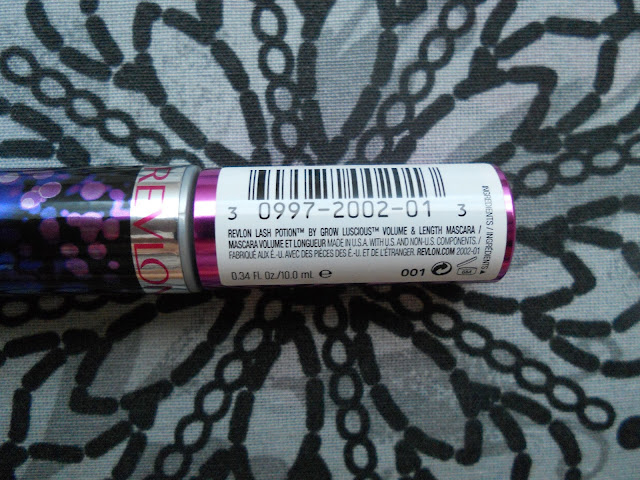 REVLON
3 0997-2002-01 3
REVLON LASH POTION™ BY GROW LUSCIOUS™ VOLUME & LENGTH MASCARA /
MASCARA VOLUME ET LONGUEUR MADE IN U.S.A. WITH U.S. AND NON-U.S. COMPONENTS /
FABRIQUÉ AUX É.-U. AVEC DES PIÈCES DES É.-U. ET DE L'ÉTRANGER. REVLON.COM 2002-01
0.34 Fl. Oz/10.0 mL e
001
INGREDIENTS / INGRÉDIENTS